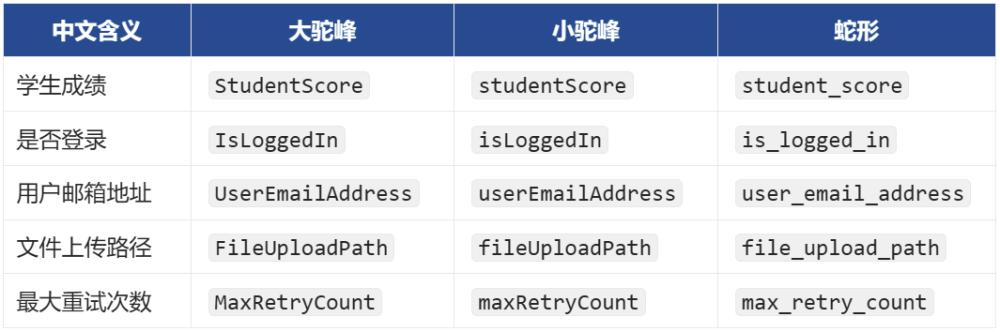 中文含义 大驼峰 小驼峰 蛇形
学生成绩 StudentScore studentScore student_score
是否登录 IsLoggedIn isLoggedIn is_logged_in
用户邮箱地址 UserEmailAddress userEmailAddress user_email_address
文件上传路径 FileUploadPath fileUploadPath file_upload_path
最大重试次数 MaxRetryCount maxRetryCount max_retry_count